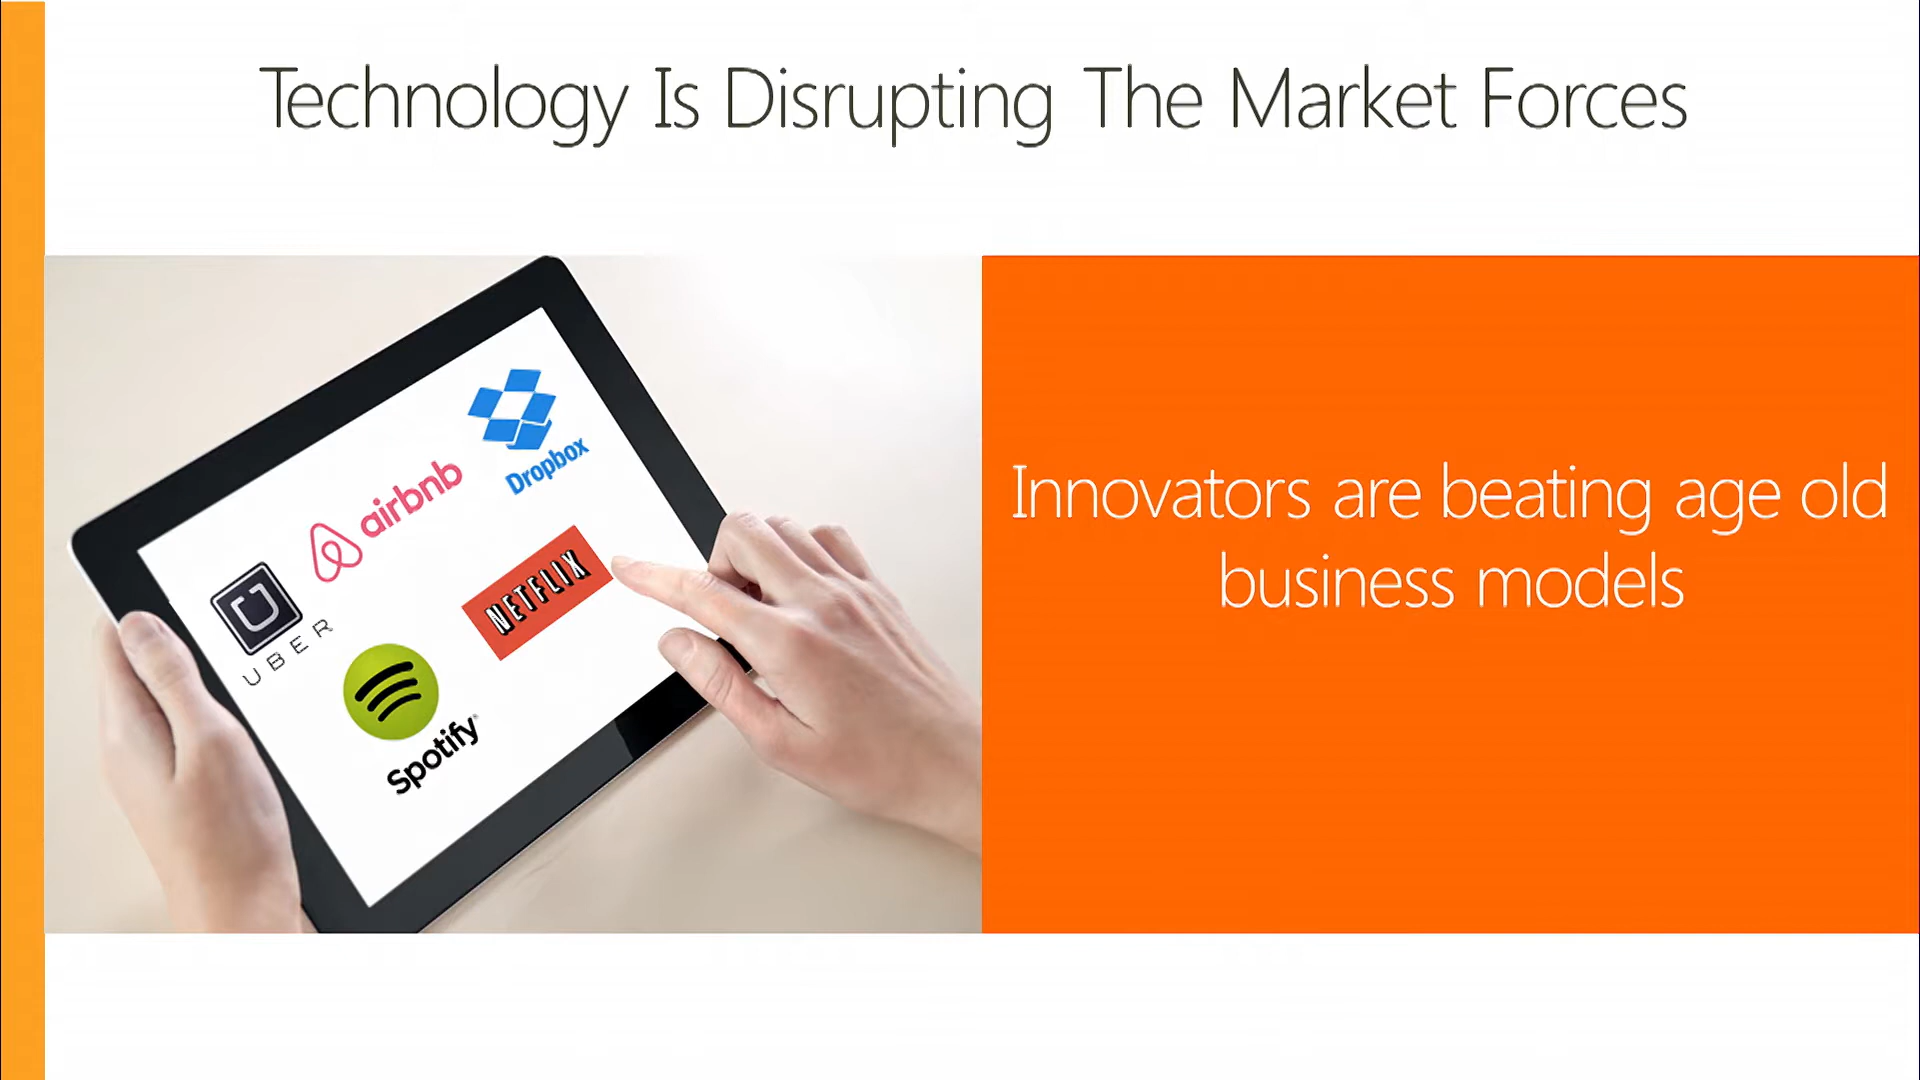 Technology Is Disrupting The Market Forces
Dropbox
airbnb
NETFLIX
UBER
Spotify
Innovators are beating age old
business models